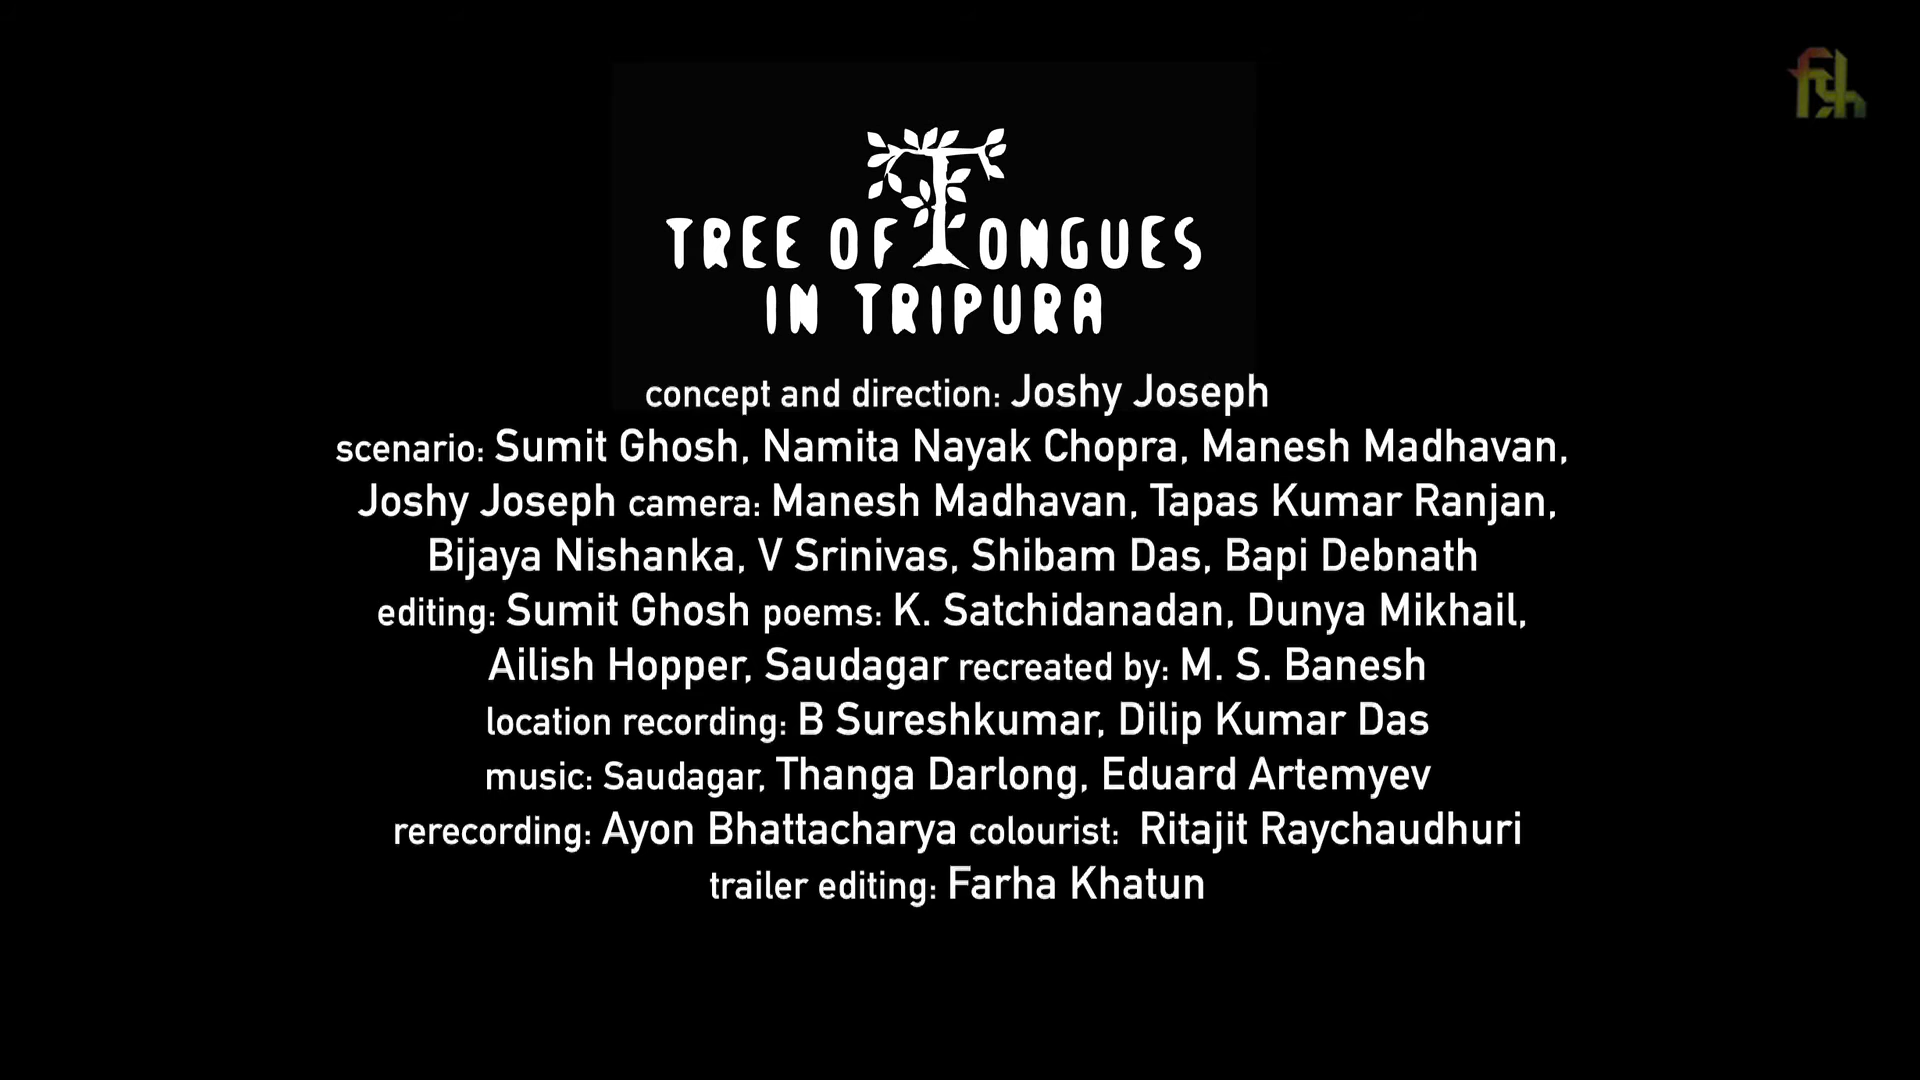 TREE OF TONGUES
IN TRIPURA
concept and direction: Joshy Joseph
scenario: Sumit Ghosh, Namita Nayak Chopra, Manesh Madhavan,
Joshy Joseph camera: Manesh Madhavan, Tapas Kumar Ranjan,
Bijaya Nishanka, V Srinivas, Shibam Das, Bapi Debnath
editing: Sumit Ghosh poems: K. Satchidanadan, Dunya Mikhail,
Ailish Hopper, Saudagar recreated by: M. S. Banesh
location recording: B Sureshkumar, Dilip Kumar Das
music: Saudagar, Thanga Darlong, Eduard Artemyev
rerecording: Ayon Bhattacharya colourist: Ritajit Raychaudhuri
trailer editing: Farha Khatun